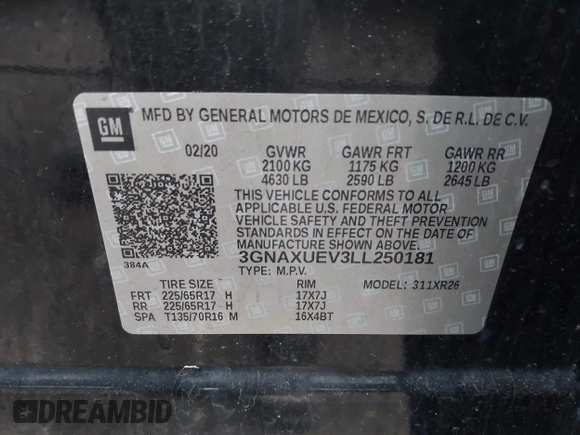 GM
MFD BY GENERAL MOTORS DE MEXICO, S. DE R.L. DE C.V.
02/20 GVWR GAWR FRT GAWR RR
2100 KG 1175 KG 1200 KG
4630 LB 2590 LB 2645 LB
THIS VEHICLE CONFORMS TO ALL
APPLICABLE U.S. FEDERAL MOTOR
VEHICLE SAFETY AND THEFT PREVENTION
STANDARDS IN EFFECT ON THE DATE
OF MANUFACTURE SHOWN ABOVE.
384A 3GNAXUEV3LL250181
TYPE: M.P.V. MODEL: 311XR26
TIRE SIZE RIM
FRT 225/65R17 H 17X7J
RR 225/65R17 H 17X7J
SPA T135/70R16 M 16X4BT
DREAMBID